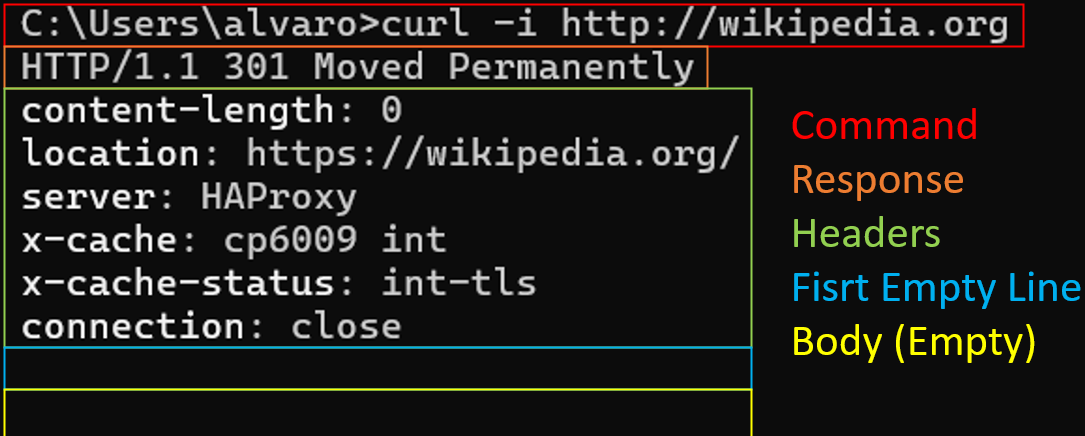 C:\Users\alvaro>curl -i http://wikipedia.org
HTTP/1.1 301 Moved Permanently
content-length: 0
location: https://wikipedia.org/
server: HAProxy
x-cache: cp6009 int
x-cache-status: int-tls
connection: close
Command
Response
Headers
Fisrt Empty Line
Body (Empty)